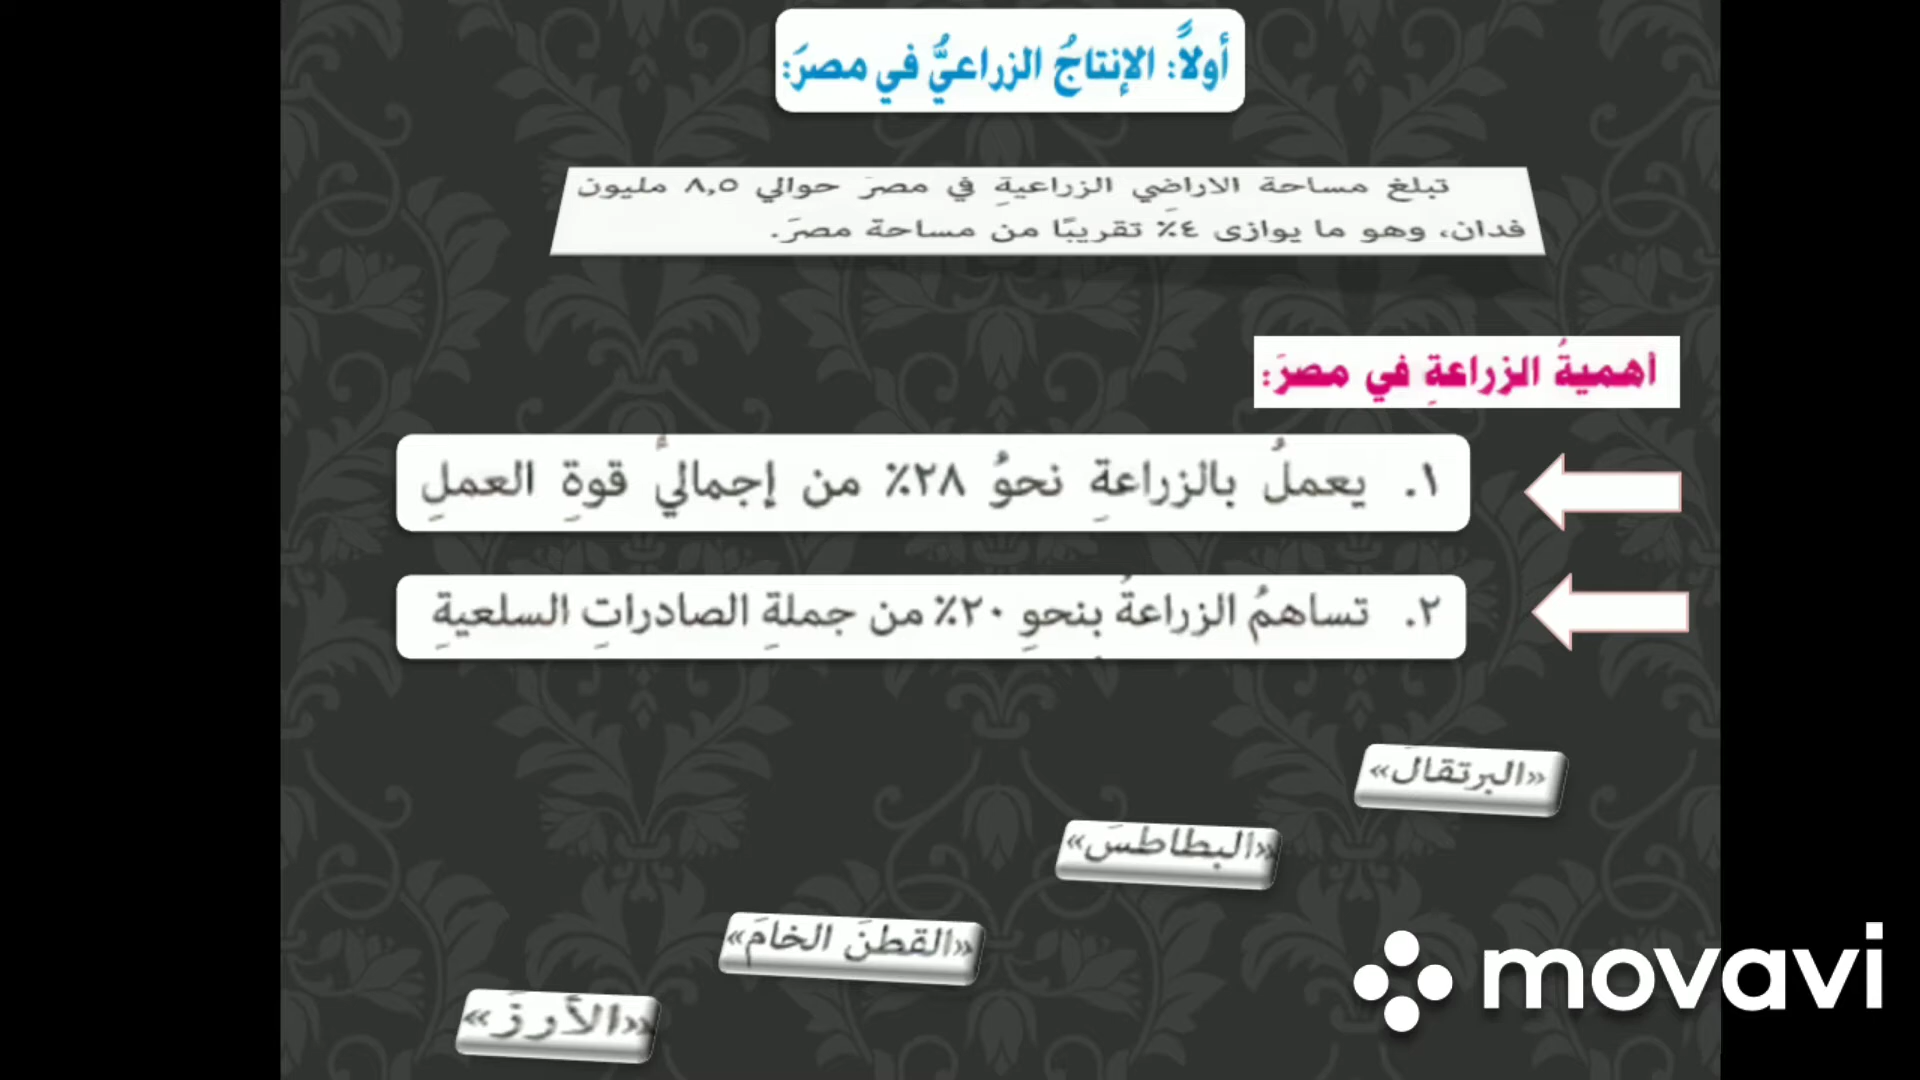 أولاً: الإنتاجُ الزراعيُّ في مصرَ:
تبلغ مساحة الاراضِي الزراعيةِ في مصرَ حوالي ٨,٥ مليون
فدان، وهو ما يوازى ٤٪ تقريبًا من مساحة مصرَ.
أهميةُ الزراعةِ في مصرَ:
١. يعملُ بالزراعةِ نحوُ ٢٨٪ من إجماليِّ قوةِ العملِ
٢. تساهمُ الزراعةُ بِنحوِ ٢٠٪ من جملةِ الصادراتِ السلعيةِ
«البرتقالَ»
«البطاطسَ»
«القطنَ الخامَ»
«الأرزَ»
movavi